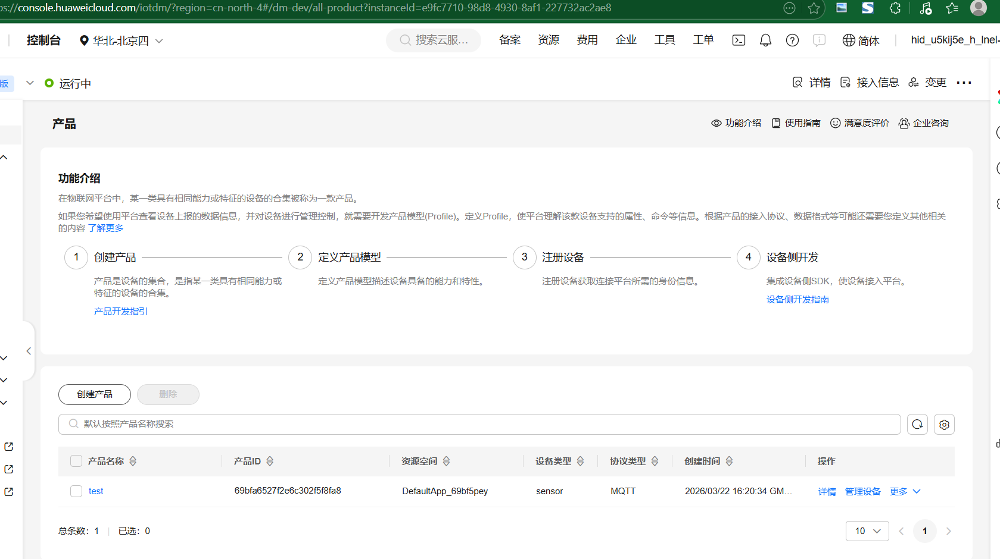 ps://console.huaweicloud.com/iotdm/?region=cn-north-4#/dm-dev/all-product?instanceId=e9fc7710-98d8-4930-8af1-227732ac2ae8
控制台 华北-北京四 搜索云服... 备案 资源 费用 企业 工具 工单 简体 hid_u5kij5e_h_lnel-
版 运行中 详情 接入信息 变更
产品 功能介绍 使用指南 满意度评价 企业咨询
功能介绍
在物联网平台中，某一类具有相同能力或特征的设备的合集被称为一款产品。
如果您希望使用平台查看设备上报的数据信息，并对设备进行管理控制，就需要开发产品模型(Profile)。定义Profile，使平台理解该款设备支持的属性、命令等信息。根据产品的接入协议、数据格式等可能还需要您定义其他相关
的内容 了解更多
1 创建产品 2 定义产品模型 3 注册设备 4 设备侧开发
产品是设备的集合，是指某一类具有相同能力或 定义产品模型描述设备具备的能力和特性。 注册设备获取连接平台所需的身份信息。 集成设备侧SDK，使设备接入平台。
特征的设备的合集。
设备侧开发指南
产品开发指引
创建产品 删除
默认按照产品名称搜索
产品名称 产品ID 资源空间 设备类型 协议类型 创建时间 操作
test 69bfa6527f2e6c302f5f8fa8 DefaultApp_69bf5pey sensor MQTT 2026/03/22 16:20:34 GM... 详情 管理设备 更多
总条数：1 已选：0 10 1